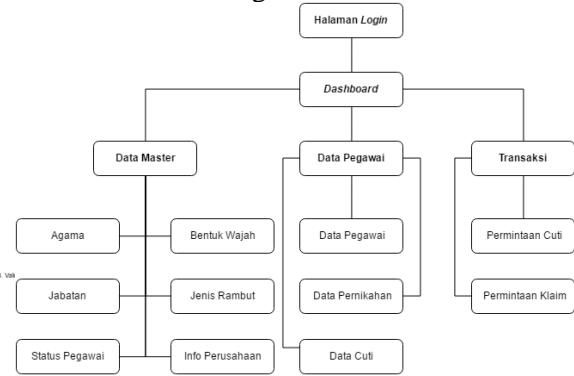 Halaman Login
Dashboard
Data Master
Data Pegawai
Transaksi
Agama
Bentuk Wajah
Data Pegawai
Permintaan Cuti
Jabatan
Jenis Rambut
Data Pernikahan
Permintaan Klaim
Status Pegawai
Info Perusahaan
Data Cuti